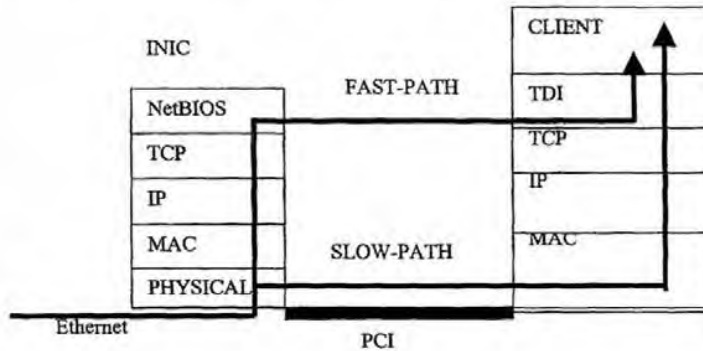 CLIENT
INIC
FAST-PATH
NetBIOS
TDI
TCP
TCP
IP
IP
MAC
SLOW-PATH
MAC
PHYSICAL
Ethernet
PCI